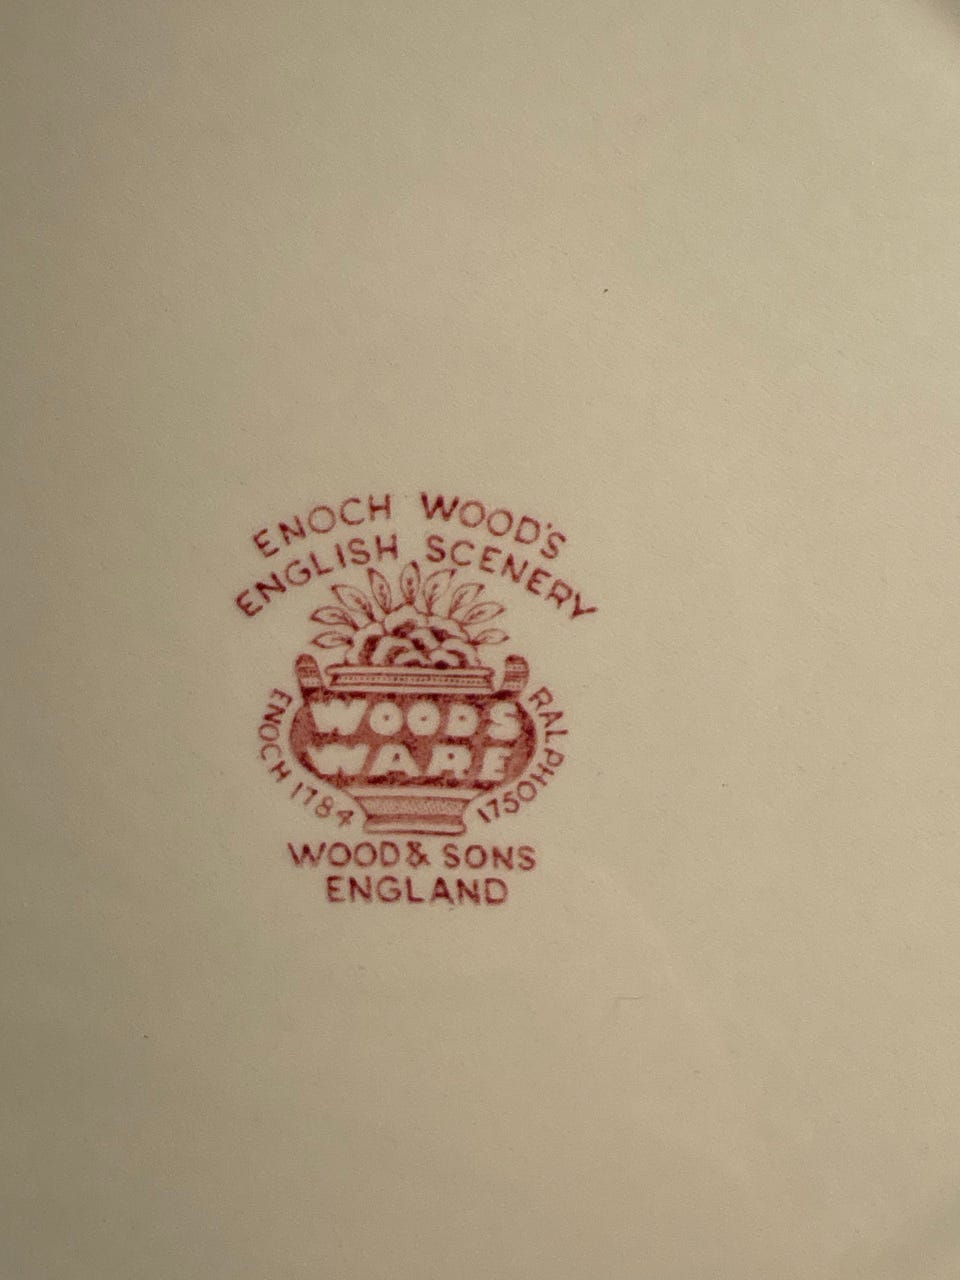 ENOCH WOOD'S
ENGLISH SCENERY
WOODS
WARE
ENOCH 1784
RALPH 1750
WOOD & SONS
ENGLAND